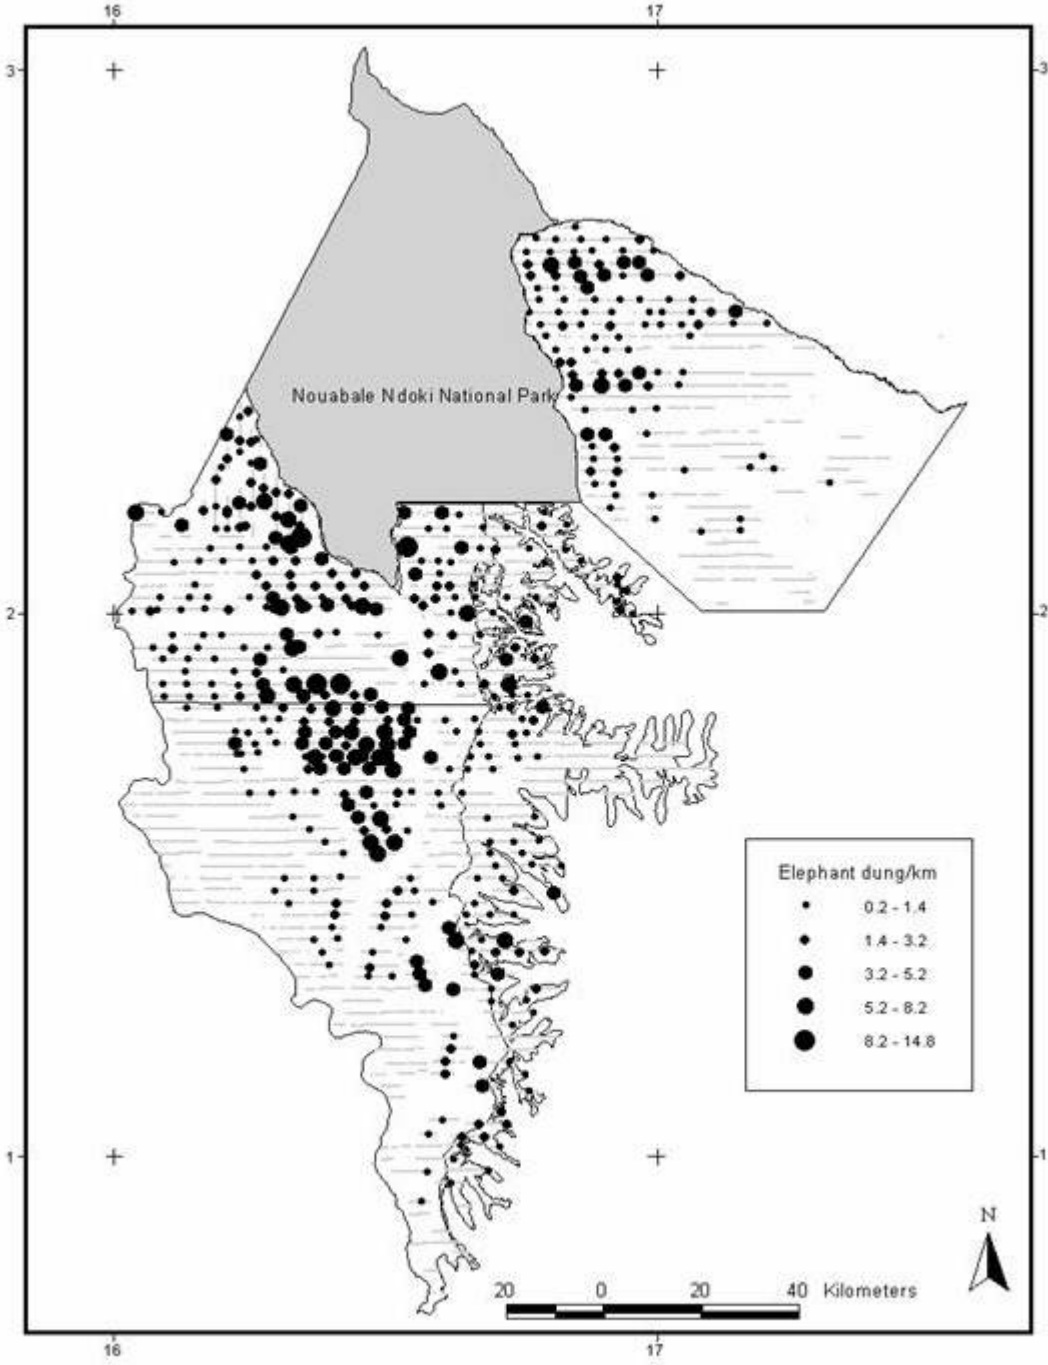 16 17
3 3
Nouabale Ndoki National Park
2 2
Elephant dung/km
0.2 - 1.4
1.4 - 3.2
3.2 - 5.2
5.2 - 8.2
8.2 - 14.8
1 1
N
20 0 20 40 Kilometers
16 17